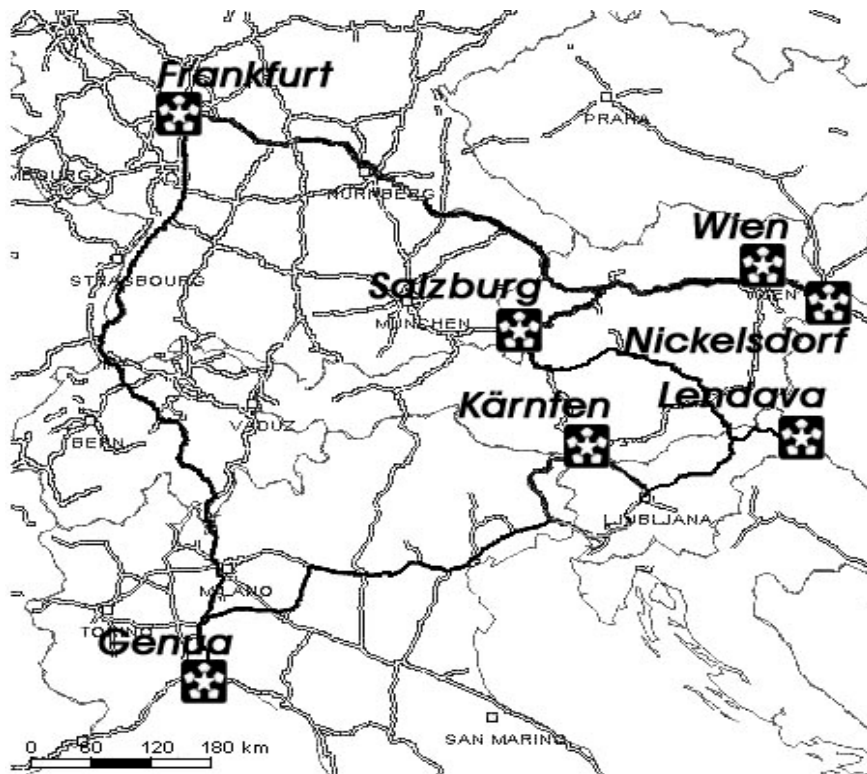 Frankfurt
PRAHA
MBOURG
NÜRNBERG
Wien
STRASBOURG
Salzburg
MÜNCHEN
Nickelsdorf
Kärnten
Lendava
VADUZ
BERN
LJUBLJANA
MILANO
TORINO
Genua
SAN MARINO
0 60 120 180 km